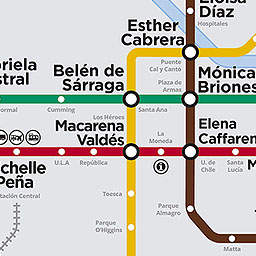 Eloísa
Díaz
Hospitales
Esther
Cabrera
Puente
Cal y Canto
Gabriela
Mistral
Belén de
Sárraga
Mónica
Briones
Plaza de
Armas
Normal
Cumming
Santa Ana
Los Héroes
Macarena
Valdés
La
Moneda
Elena
Caffarena
Michelle
Peña
U.L.A
República
U. de
Chile
Santa
Lucía
Estación Central
Toesca
Parque
Almagro
Parque
O'Higgins
Matta